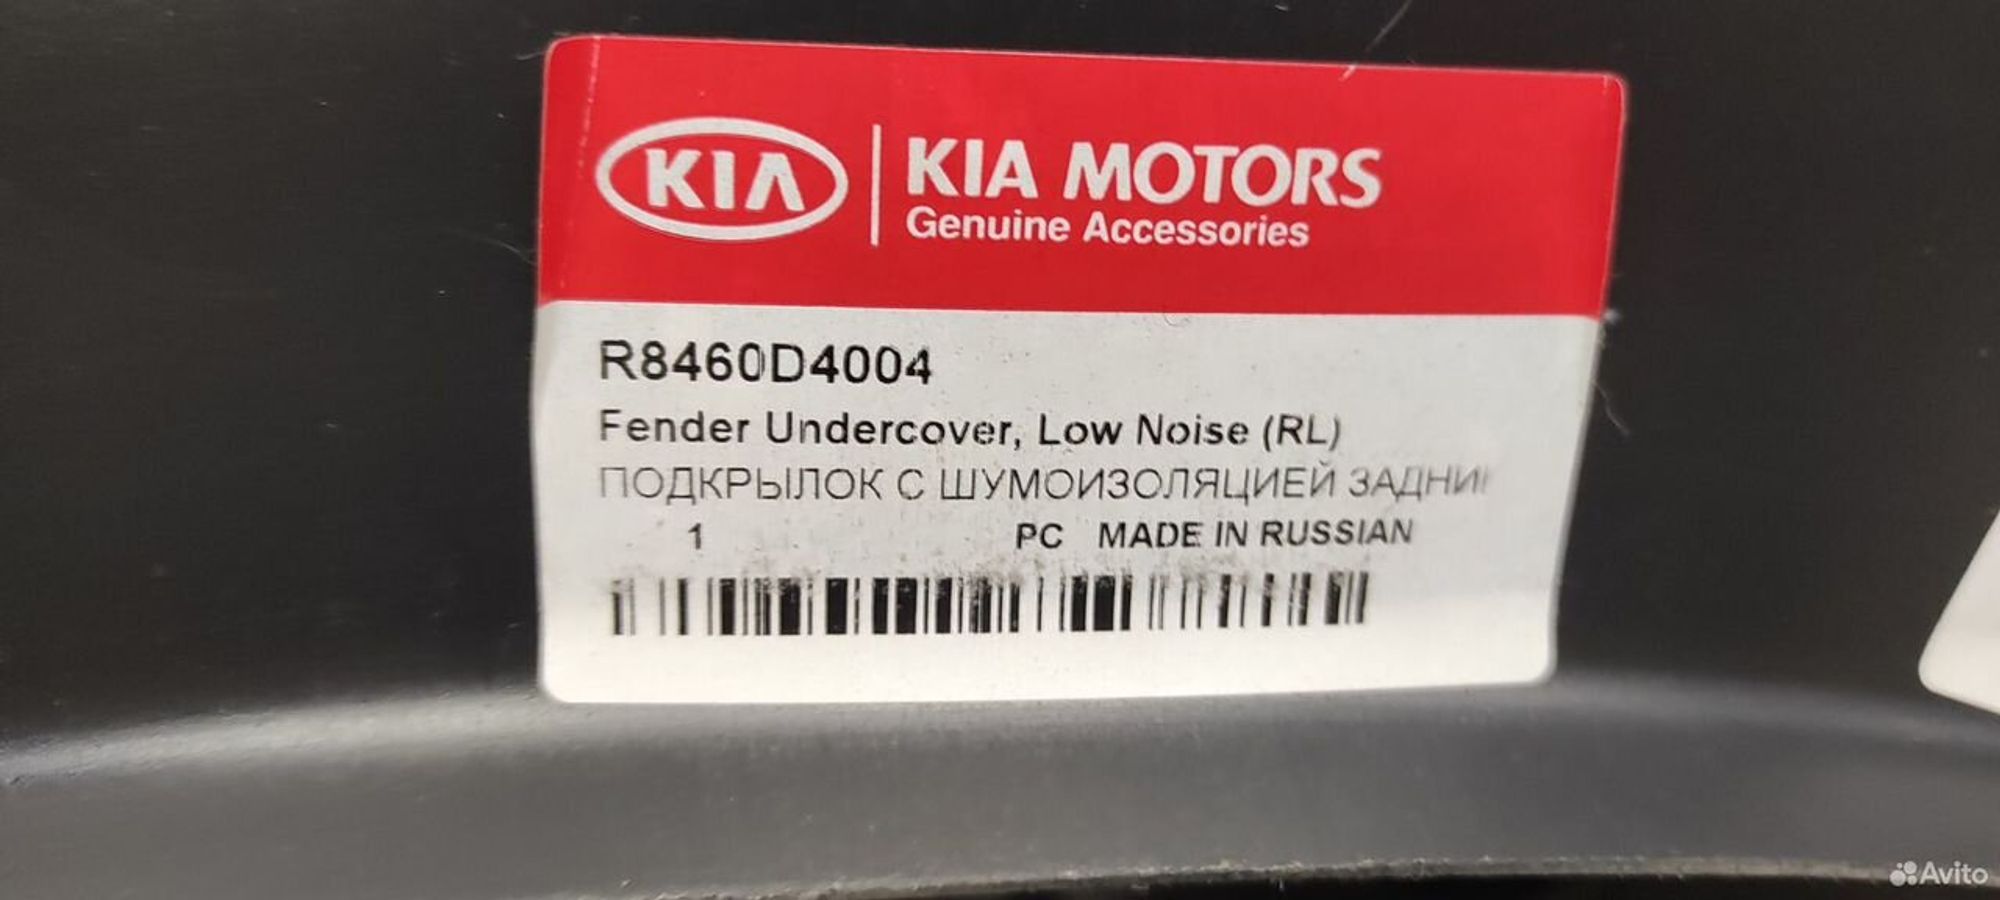 KIA
KIA MOTORS
Genuine Accessories
R8460D4004
Fender Undercover, Low Noise (RL)
ПОДКРЫЛОК С ШУМОИЗОЛЯЦИЕЙ ЗАДНИЙ
1 PC MADE IN RUSSIAN
Avito